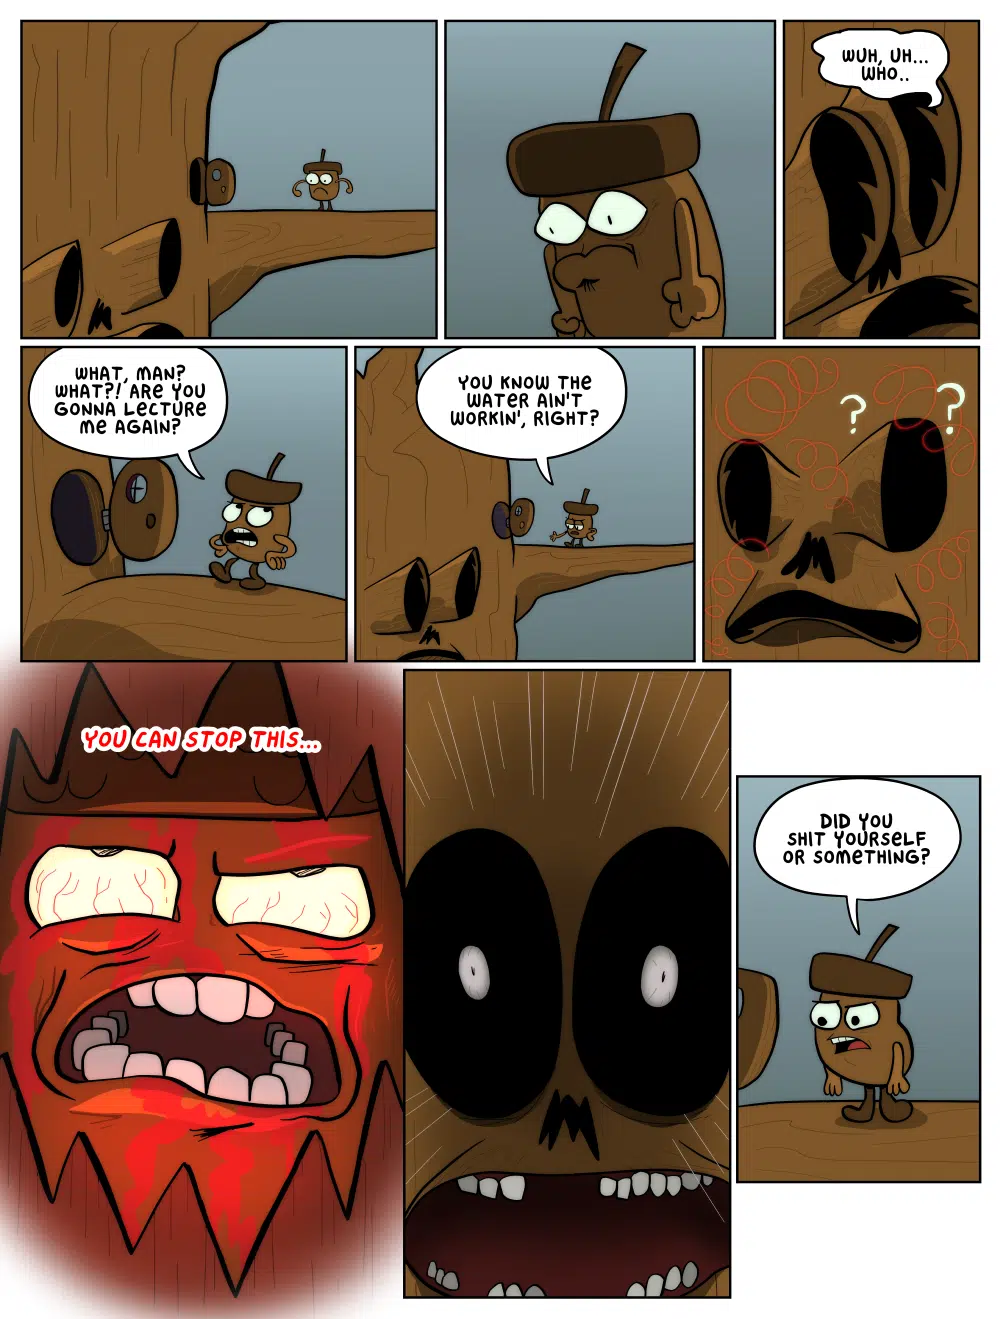 WUH, UH...
WHO..
WHAT, MAN?
WHAT?! ARE YOU
GONNA LECTURE
ME AGAIN?
YOU KNOW THE
WATER AIN'T
WORKIN', RIGHT?
? ?
YOU CAN STOP THIS...
DID YOU
SHIT YOURSELF
OR SOMETHING?